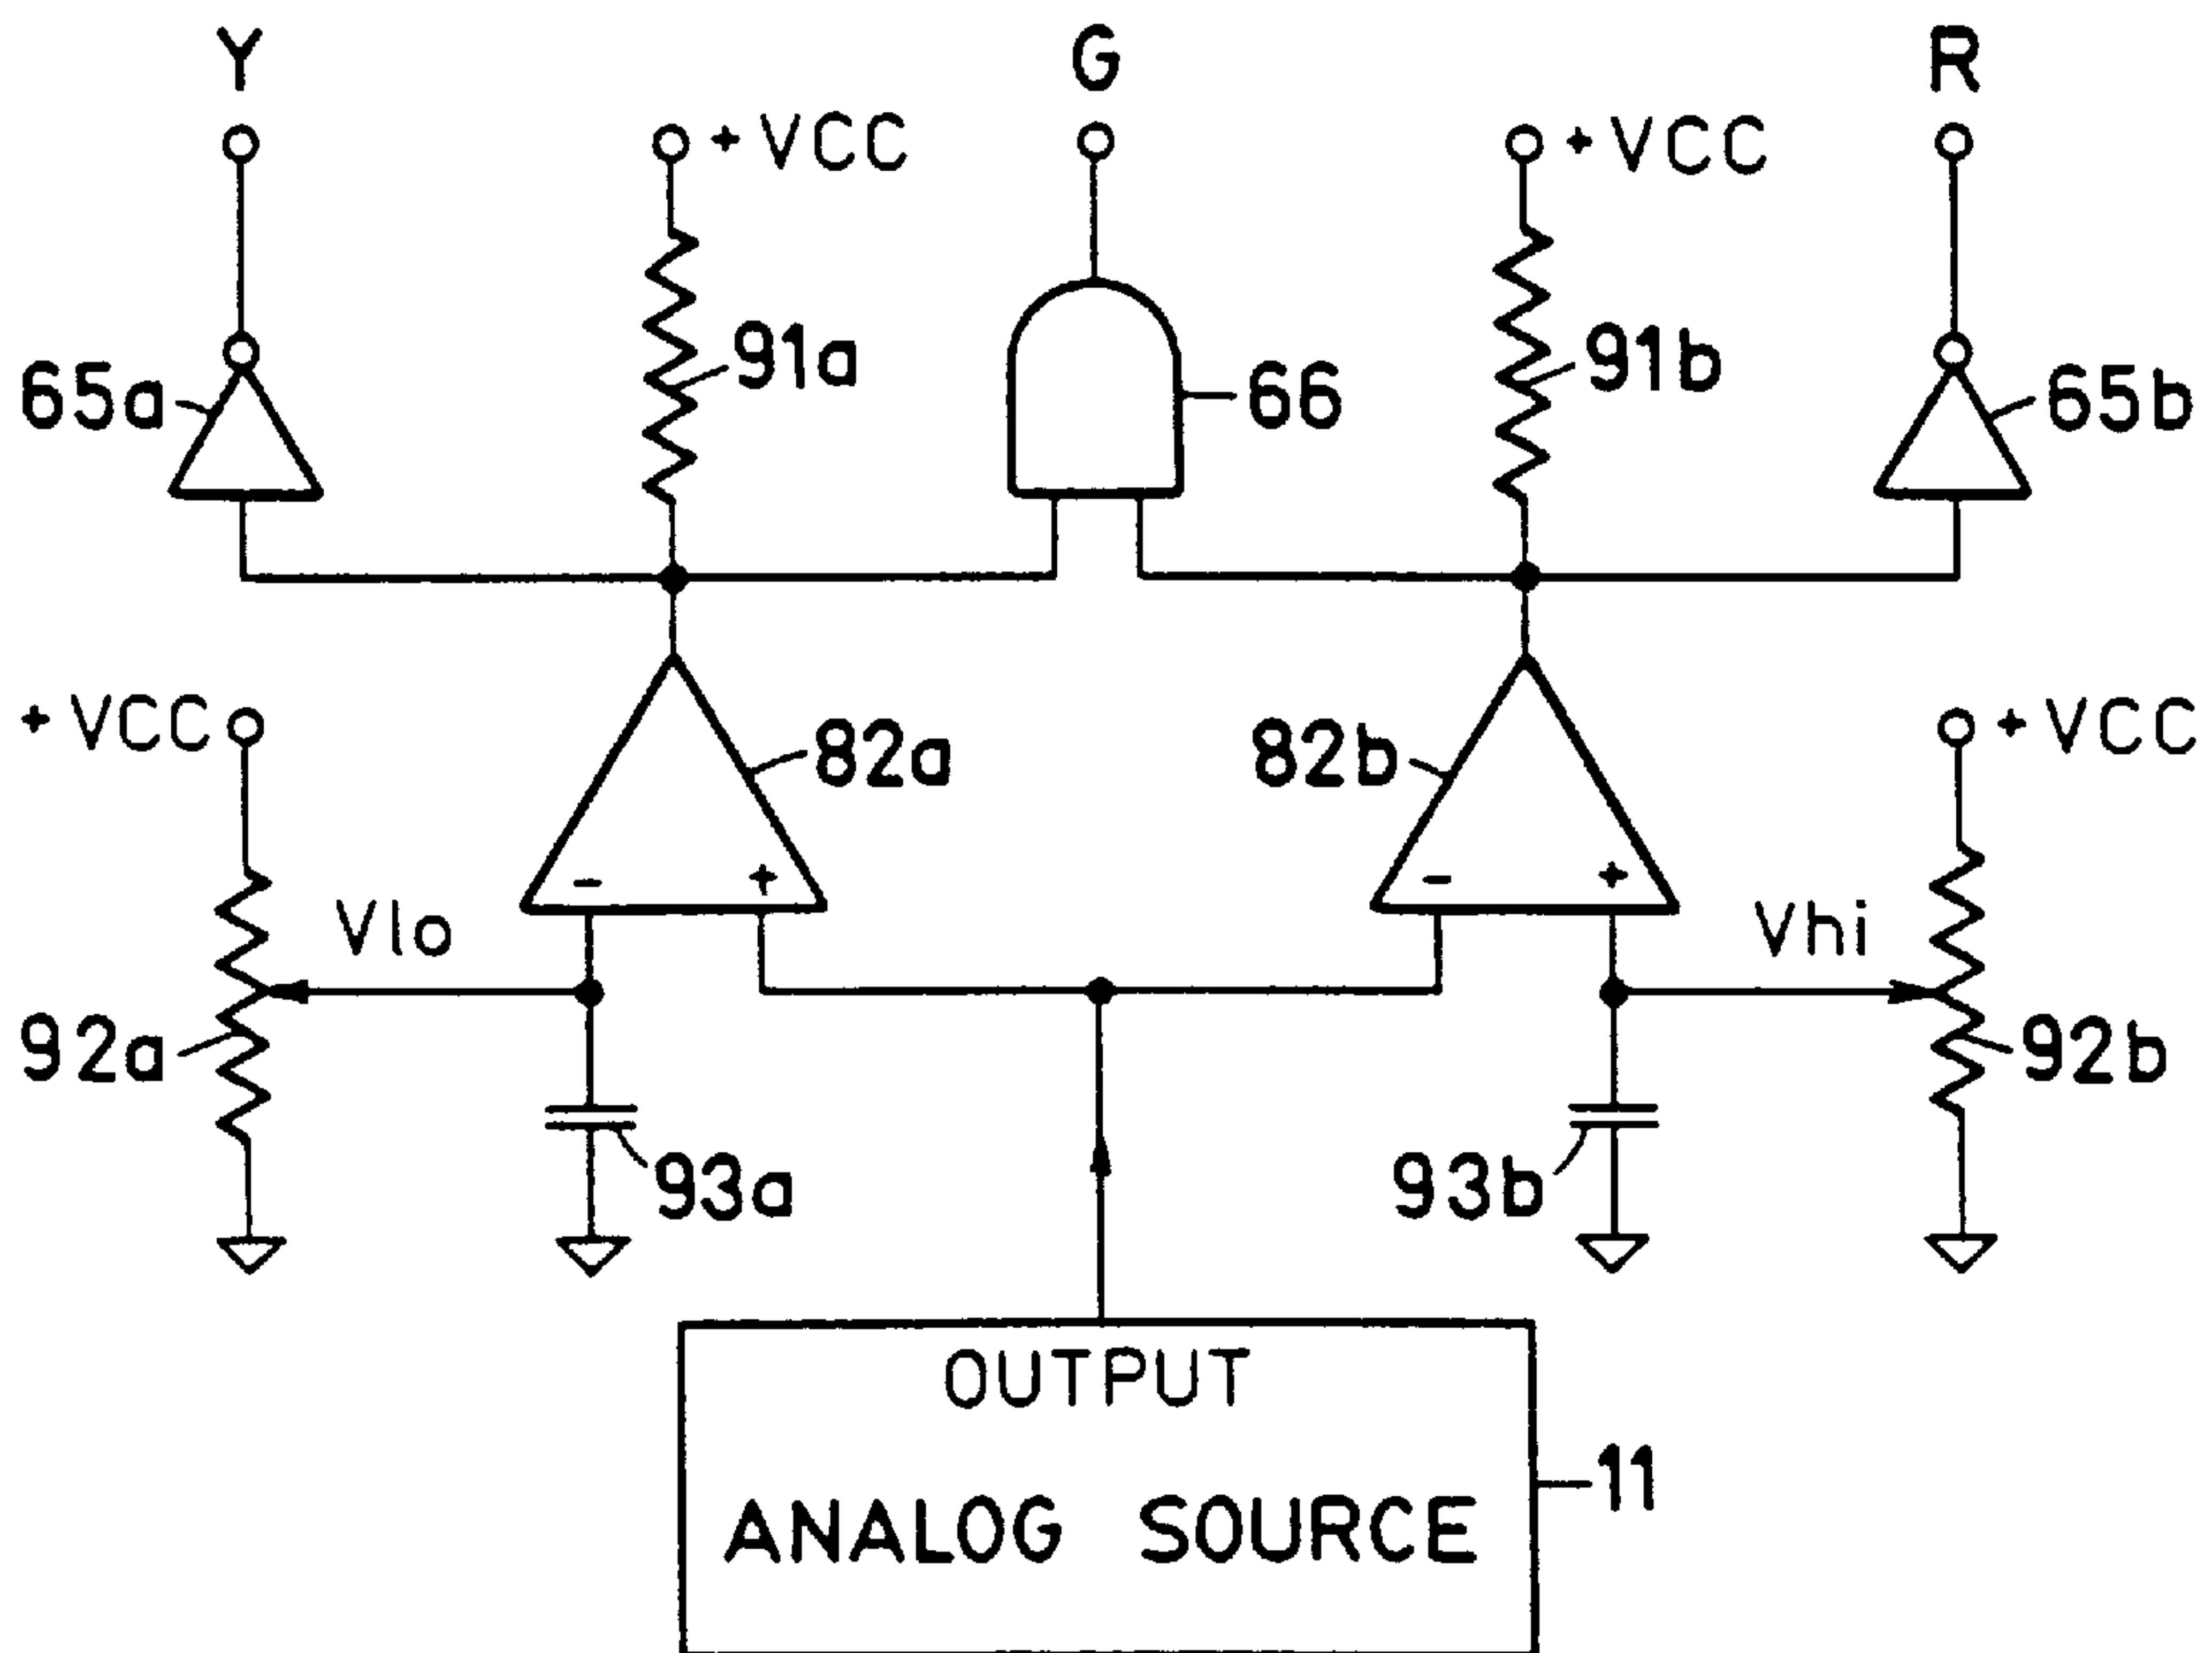 Y G R
+VCC +VCC
65a 91a 66 91b 65b
+VCC 82a 82b +VCC
- + - +
Vlo Vhi
92a 92b
93a 93b
OUTPUT
ANALOG SOURCE
11